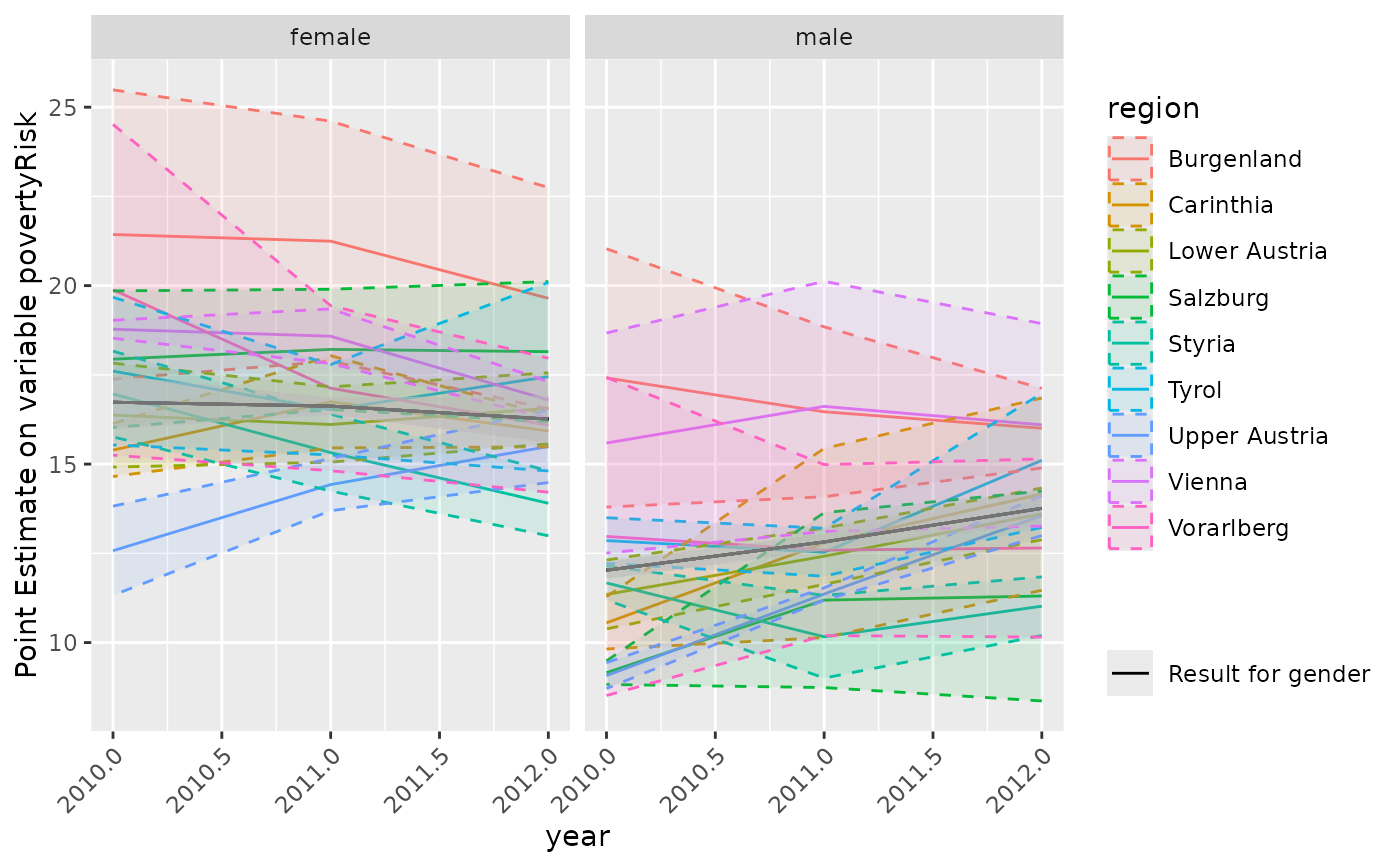 female
male
Point Estimate on variable povertyRisk
25
20
15
10
2010.0
2010.5
2011.0
2011.5
2012.0
2010.0
2010.5
2011.0
2011.5
2012.0
year
region
Burgenland
Carinthia
Lower Austria
Salzburg
Styria
Tyrol
Upper Austria
Vienna
Vorarlberg
Result for gender